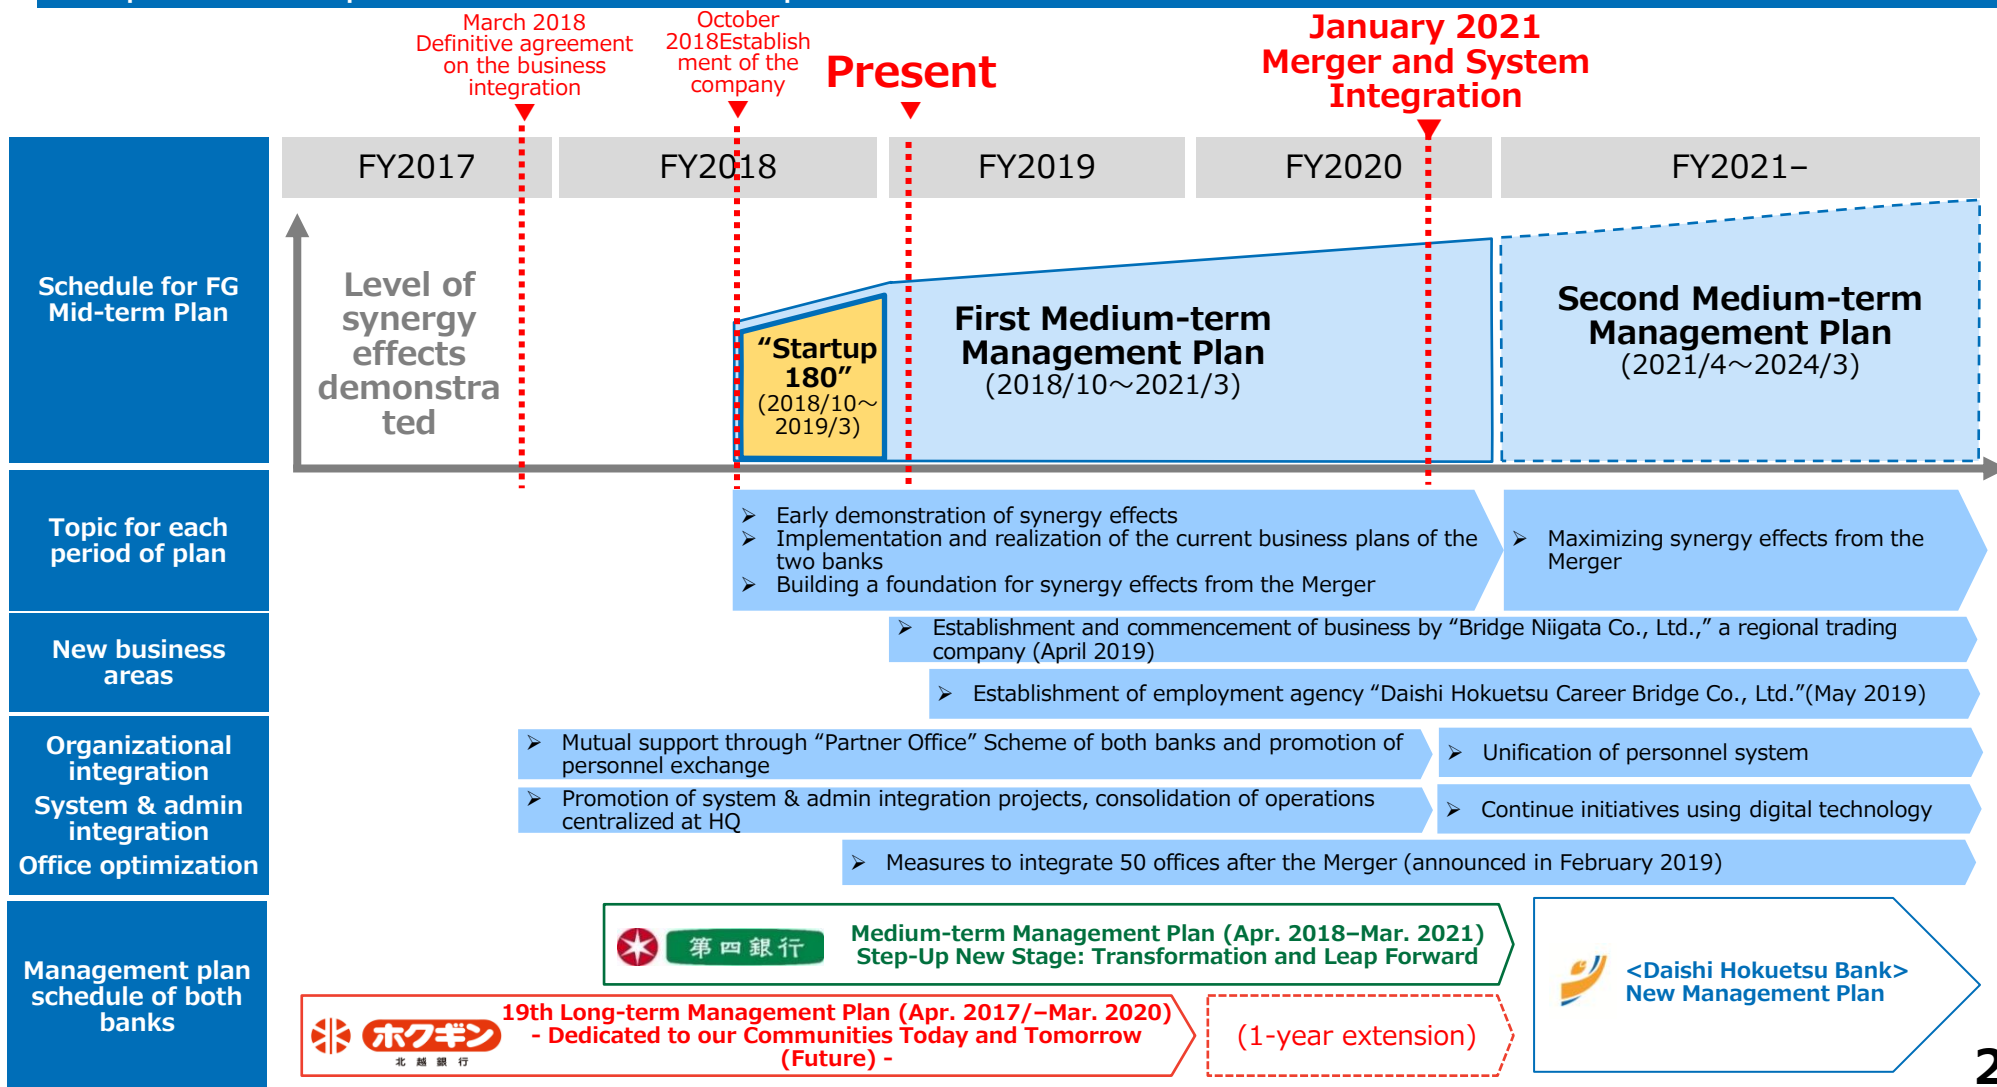 March 2018
Definitive agreement
on the business
integration
October
2018Establish
ment of the
company
Present
January 2021
Merger and System
Integration
FY2017
FY2018
FY2019
FY2020
FY2021–
Schedule for FG
Mid-term Plan
Level of
synergy
effects
demonstra
ted
“Startup
180”
(2018/10～
2019/3)
First Medium-term
Management Plan
(2018/10～2021/3)
Second Medium-term
Management Plan
(2021/4～2024/3)
Topic for each
period of plan
➢ Early demonstration of synergy effects
➢ Implementation and realization of the current business plans of the
two banks
➢ Building a foundation for synergy effects from the Merger
➢ Maximizing synergy effects from the
Merger
New business
areas
➢ Establishment and commencement of business by “Bridge Niigata Co., Ltd.,” a regional trading
company (April 2019)
➢ Establishment of employment agency “Daishi Hokuetsu Career Bridge Co., Ltd.”(May 2019)
Organizational
integration
System & admin
integration
Office optimization
➢ Mutual support through “Partner Office” Scheme of both banks and promotion of
personnel exchange
➢ Unification of personnel system
➢ Promotion of system & admin integration projects, consolidation of operations
centralized at HQ
➢ Continue initiatives using digital technology
➢ Measures to integrate 50 offices after the Merger (announced in February 2019)
Management plan
schedule of both
banks
第四銀行
Medium-term Management Plan (Apr. 2018–Mar. 2021)
Step-Up New Stage: Transformation and Leap Forward
<Daishi Hokuetsu Bank>
New Management Plan
ホクギン
北越銀行
19th Long-term Management Plan (Apr. 2017/–Mar. 2020)
- Dedicated to our Communities Today and Tomorrow
(Future) -
(1-year extension)
2